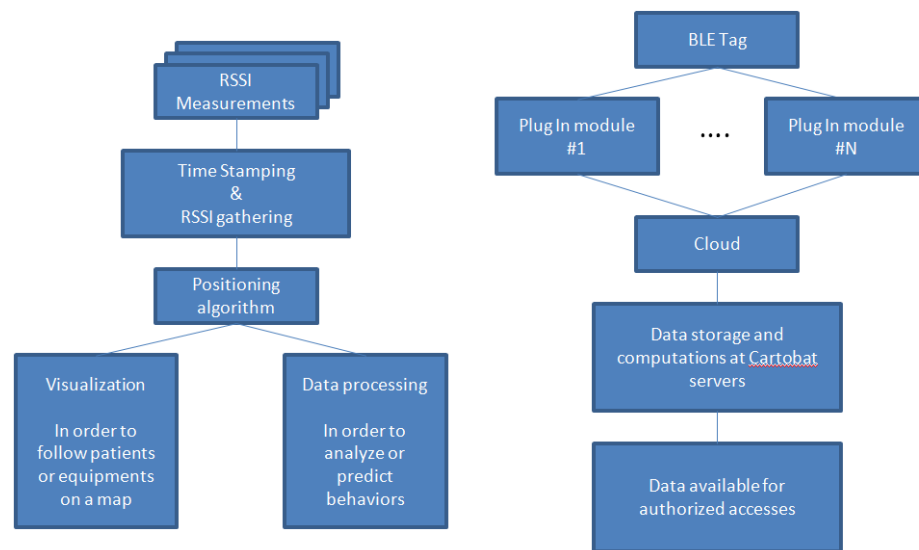 RSSI
Measurements
Time Stamping
&
RSSI gathering
Positioning
algorithm
Visualization
In order to
follow patients
or equipments
on a map
Data processing
In order to
analyze or
predict
behaviors
BLE Tag
Plug In module
#1
....
Plug In module
#N
Cloud
Data storage and
computations at Cartobat
servers
Data available for
authorized accesses